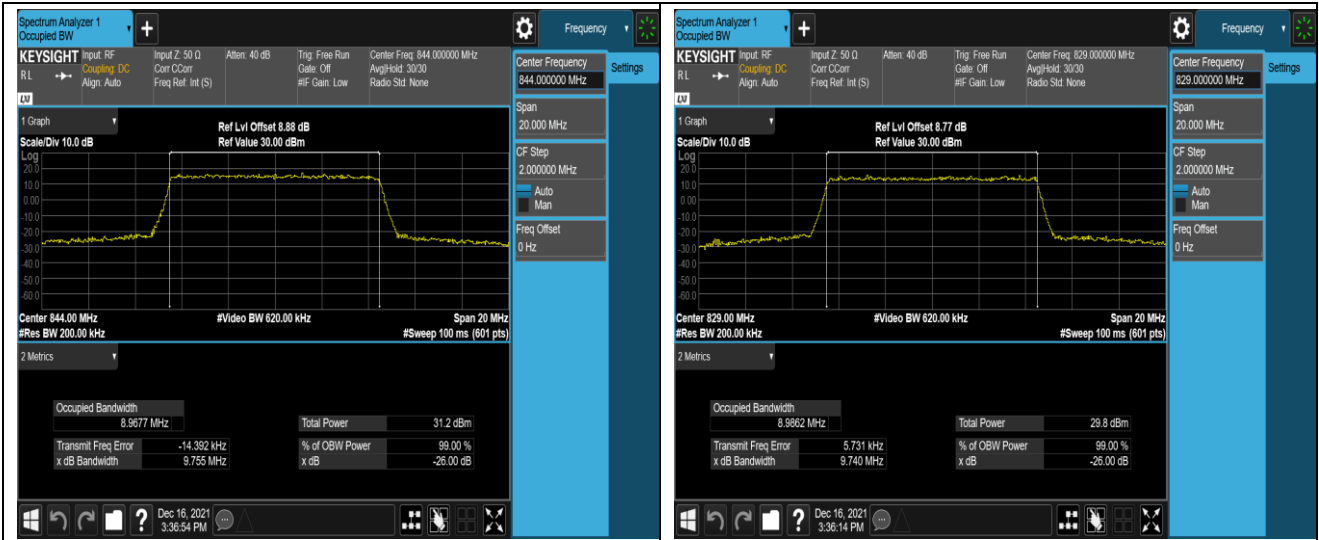 Spectrum Analyzer 1
Occupied BW
Frequency
KEYSIGHT Input: RF Input Z: 50 Ω Atten: 40 dB Trig: Free Run Center Freq: 844.000000 MHz
Coupling: DC Corr CCorr Gate: Off Avg|Hold: 30/30
RL Align: Auto Freq Ref: Int (S) #IF Gain: Low Radio Std: None
LXI
Center Frequency
844.000000 MHz
Settings
Span
20.000 MHz
CF Step
2.000000 MHz
Auto
Man
Freq Offset
0 Hz
1 Graph
Ref Lvl Offset 8.88 dB
Scale/Div 10.0 dB Ref Value 30.00 dBm
Log
20.0
10.0
0.00
-10.0
-20.0
-30.0
-40.0
-50.0
-60.0
Center 844.00 MHz #Video BW 620.00 kHz Span 20 MHz
#Res BW 200.00 kHz #Sweep 100 ms (601 pts)
2 Metrics
Occupied Bandwidth
8.9677 MHz Total Power 31.2 dBm
Transmit Freq Error -14.392 kHz % of OBW Power 99.00 %
x dB Bandwidth 9.755 MHz x dB -26.00 dB
Dec 16, 2021
3:36:54 PM
Spectrum Analyzer 1
Occupied BW
Frequency
KEYSIGHT Input: RF Input Z: 50 Ω Atten: 40 dB Trig: Free Run Center Freq: 829.000000 MHz
Coupling: DC Corr CCorr Gate: Off Avg|Hold: 30/30
RL Align: Auto Freq Ref: Int (S) #IF Gain: Low Radio Std: None
LXI
Center Frequency
829.000000 MHz
Settings
Span
20.000 MHz
CF Step
2.000000 MHz
Auto
Man
Freq Offset
0 Hz
1 Graph
Ref Lvl Offset 8.77 dB
Scale/Div 10.0 dB Ref Value 30.00 dBm
Log
20.0
10.0
0.00
-10.0
-20.0
-30.0
-40.0
-50.0
-60.0
Center 829.00 MHz #Video BW 620.00 kHz Span 20 MHz
#Res BW 200.00 kHz #Sweep 100 ms (601 pts)
2 Metrics
Occupied Bandwidth
8.9862 MHz Total Power 29.8 dBm
Transmit Freq Error 5.731 kHz % of OBW Power 99.00 %
x dB Bandwidth 9.740 MHz x dB -26.00 dB
Dec 16, 2021
3:36:14 PM